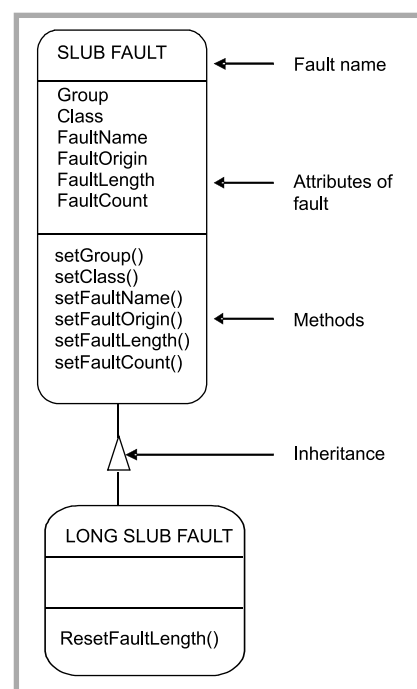 SLUB FAULT
Fault name
Group
Class
FaultName
FaultOrigin
FaultLength
FaultCount
Attributes of
fault
setGroup()
setClass()
setFaultName()
setFaultOrigin()
setFaultLength()
setFaultCount()
Methods
Inheritance
LONG SLUB FAULT
ResetFaultLength()